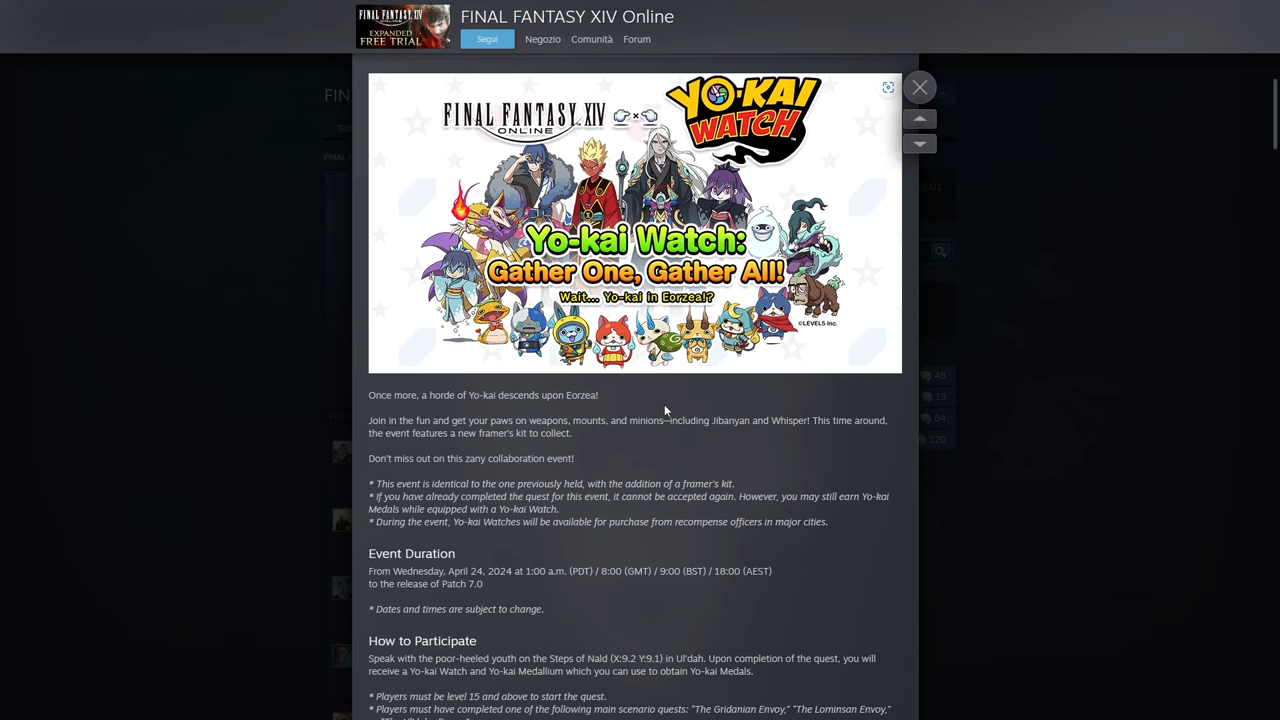 FINAL FANTASY XIV Online
FINAL FANTASY XIV
ONLINE
EXPANDED
FREE TRIAL
Segui
Negozio
Comunità
Forum
FINAL FANTASY XIV
ONLINE
YO-KAI
WATCH
Yo-kai Watch:
Gather One, Gather All!
Wait... Yo-kai in Eorzea!?
©LEVEL5 Inc.
Once more, a horde of Yo-kai descends upon Eorzea!
Join in the fun and get your paws on weapons, mounts, and minions—including Jibanyan and Whisper! This time around,
the event features a new framer's kit to collect.
Don't miss out on this zany collaboration event!
* This event is identical to the one previously held, with the addition of a framer's kit.
* If you have already completed the quest for this event, it cannot be accepted again. However, you may still earn Yo-kai
Medals while equipped with a Yo-kai Watch.
* During the event, Yo-kai Watches will be available for purchase from recompense officers in major cities.
Event Duration
From Wednesday, April 24, 2024 at 1:00 a.m. (PDT) / 8:00 (GMT) / 9:00 (BST) / 18:00 (AEST)
to the release of Patch 7.0
* Dates and times are subject to change.
How to Participate
Speak with the poor-heeled youth on the Steps of Nald (X:9.2 Y:9.1) in Ul'dah. Upon completion of the quest, you will
receive a Yo-kai Watch and Yo-kai Medallium which you can use to obtain Yo-kai Medals.
* Players must be level 15 and above to start the quest.
* Players must have completed one of the following main scenario quests: "The Gridanian Envoy," "The Lominsan Envoy,"
48
13
64
120